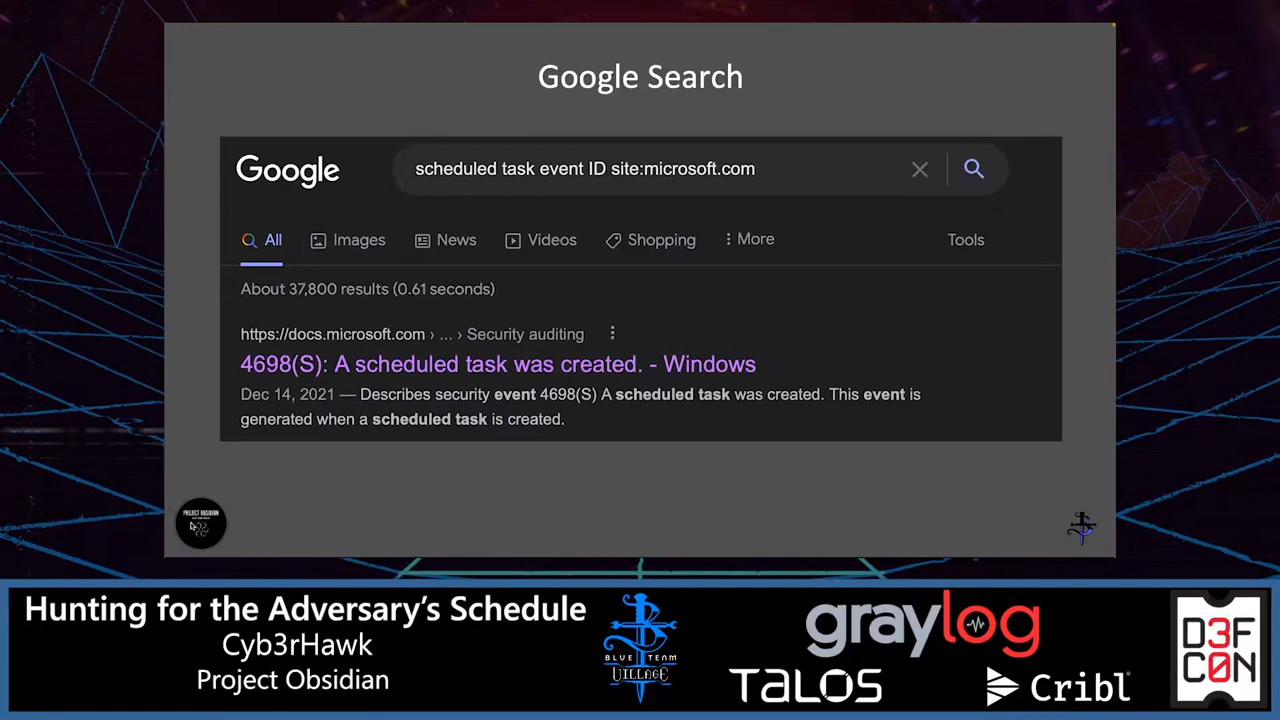 Google Search
Google
scheduled task event ID site:microsoft.com
All
Images
News
Videos
Shopping
More
Tools
About 37,800 results (0.61 seconds)
https://docs.microsoft.com › ... › Security auditing
4698(S): A scheduled task was created. - Windows
Dec 14, 2021 — Describes security event 4698(S) A scheduled task was created. This event is
generated when a scheduled task is created.
PROJECT OBSIDIAN
Hunting for the Adversary’s Schedule
Cyb3rHawk
Project Obsidian
BLUE TEAM
VILLAGE
graylog
TALOS
Cribl
D3F
C0N